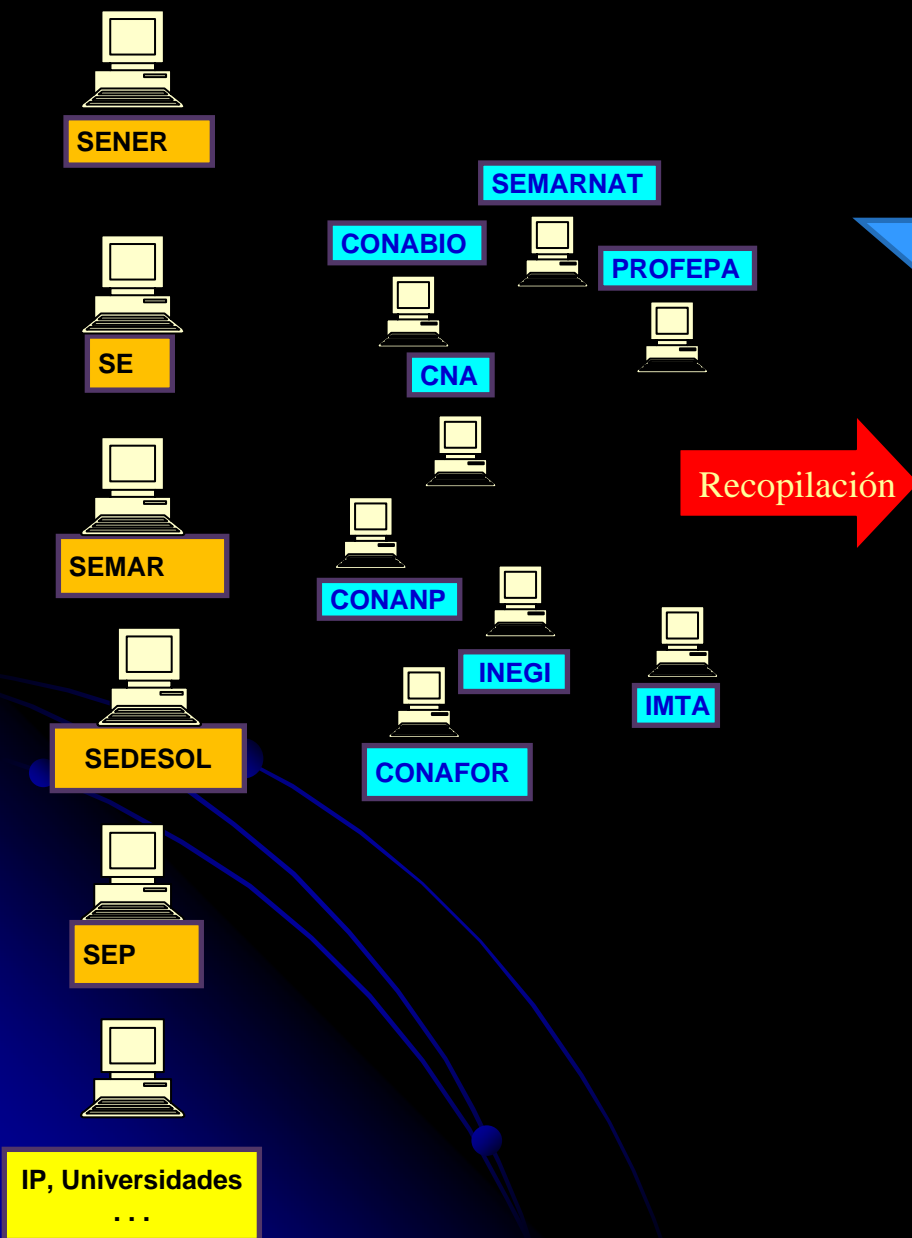 SENER
SEMARNAT
CONABIO
PROFEPA
SE
CNA
Recopilación
SEMAR
CONANP
INEGI
IMTA
SEDESOL
CONAFOR
SEP
IP, Universidades
. . .